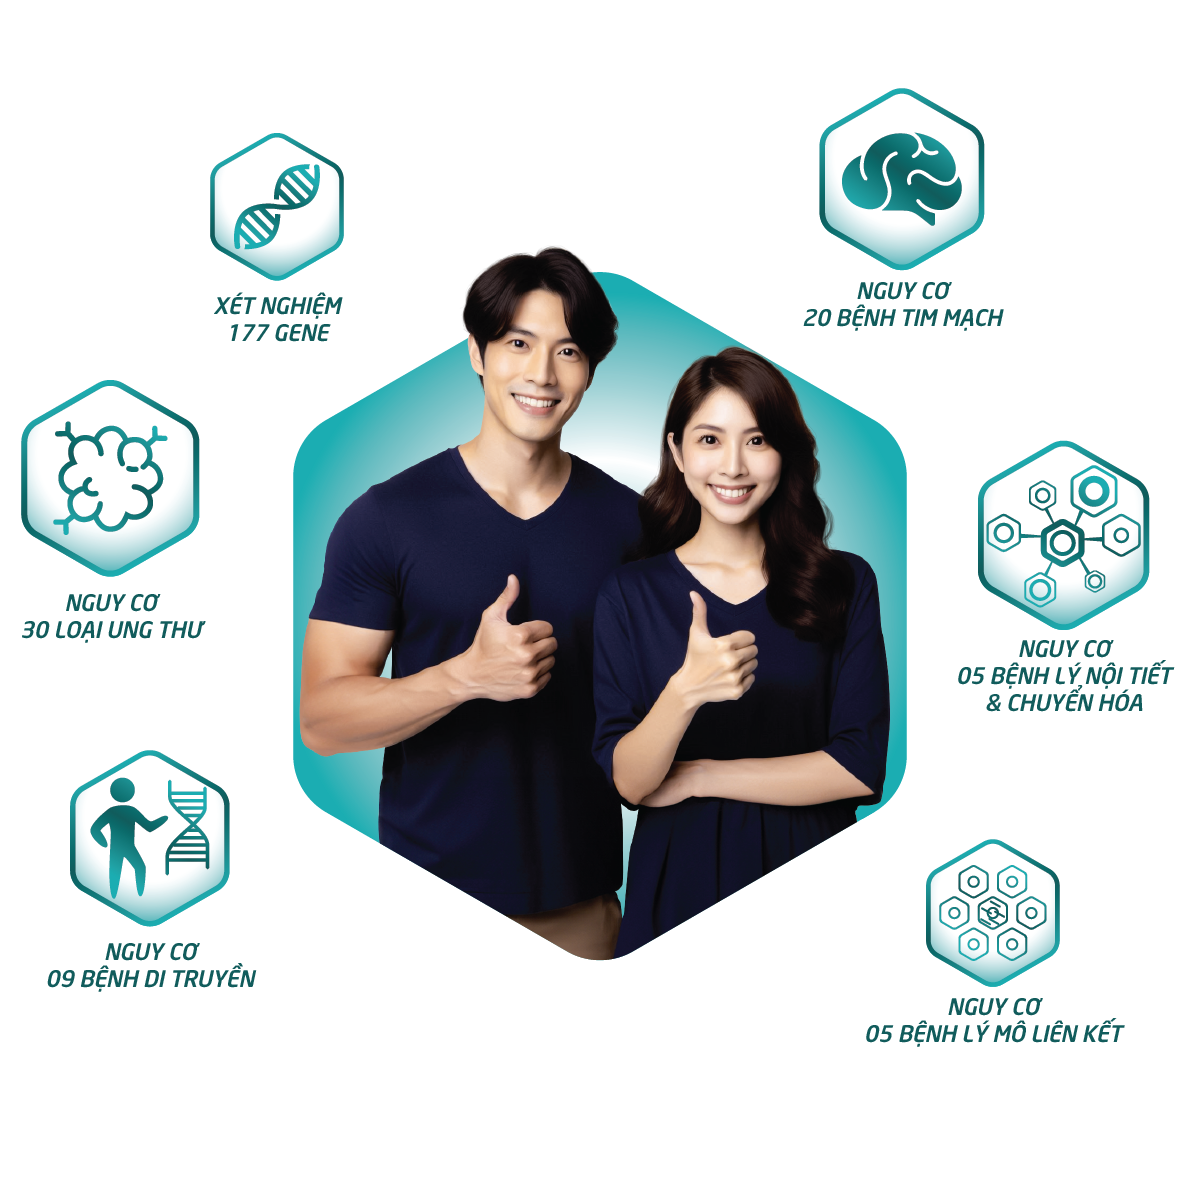 XÉT NGHIỆM
177 GENE
NGUY CƠ
20 BỆNH TIM MẠCH
NGUY CƠ
30 LOẠI UNG THƯ
NGUY CƠ
05 BỆNH LÝ NỘI TIẾT
& CHUYỂN HÓA
NGUY CƠ
09 BỆNH DI TRUYỀN
NGUY CƠ
05 BỆNH LÝ MÔ LIÊN KẾT